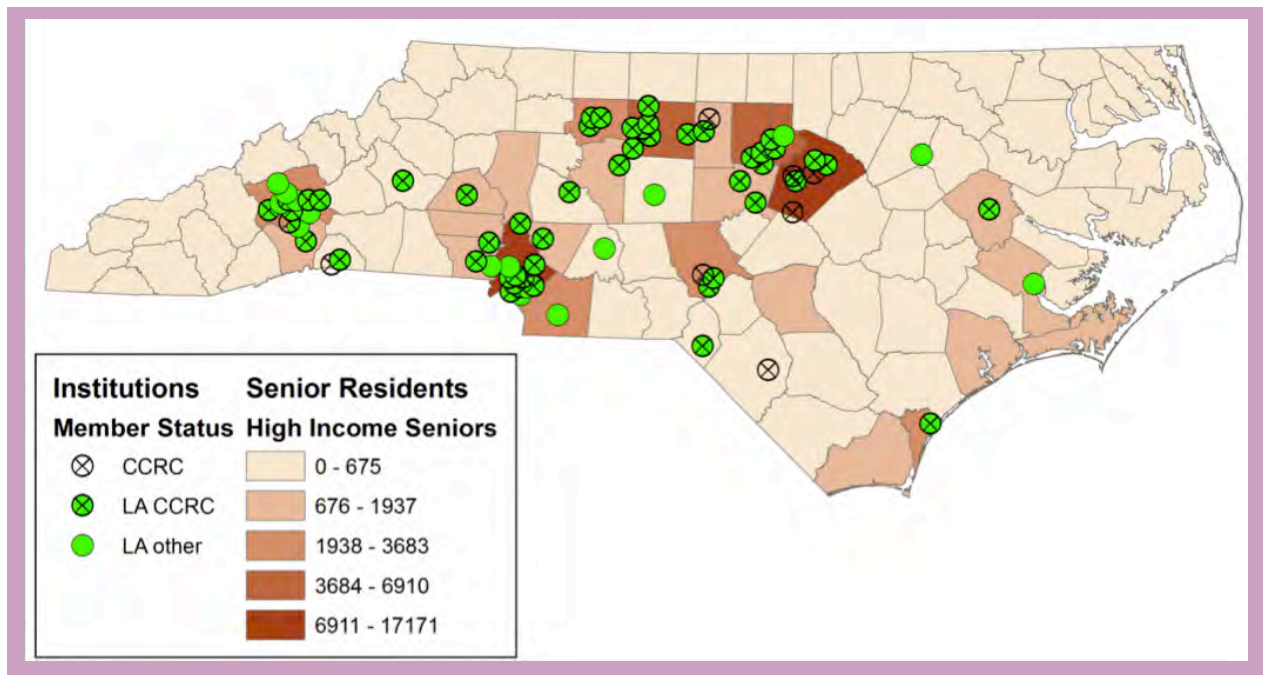 Institutions
Member Status
CCRC
LA CCRC
LA other
Senior Residents
High Income Seniors
0 - 675
676 - 1937
1938 - 3683
3684 - 6910
6911 - 17171